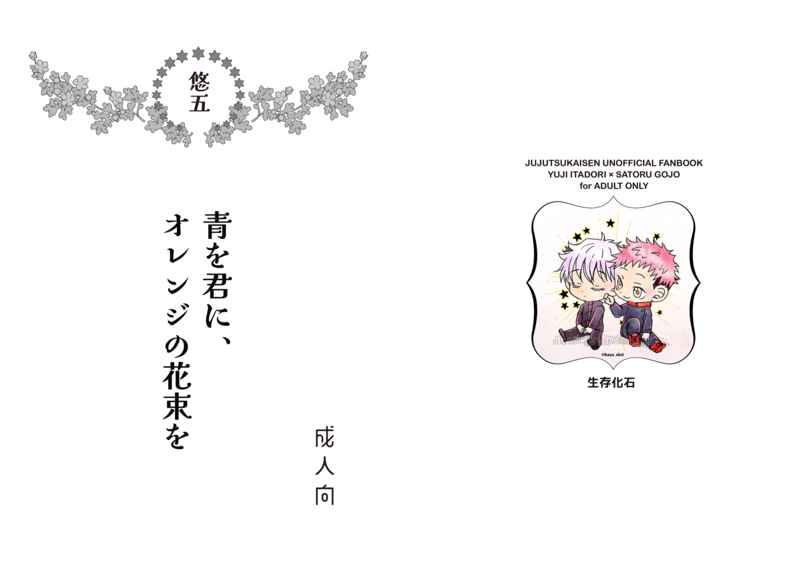 悠五
青を君に、
オレンジの花束を
成人向
JUJUTSUKAISEN UNOFFICIAL FANBOOK
YUJI ITADORI × SATORU GOJO
for ADULT ONLY
生存化石